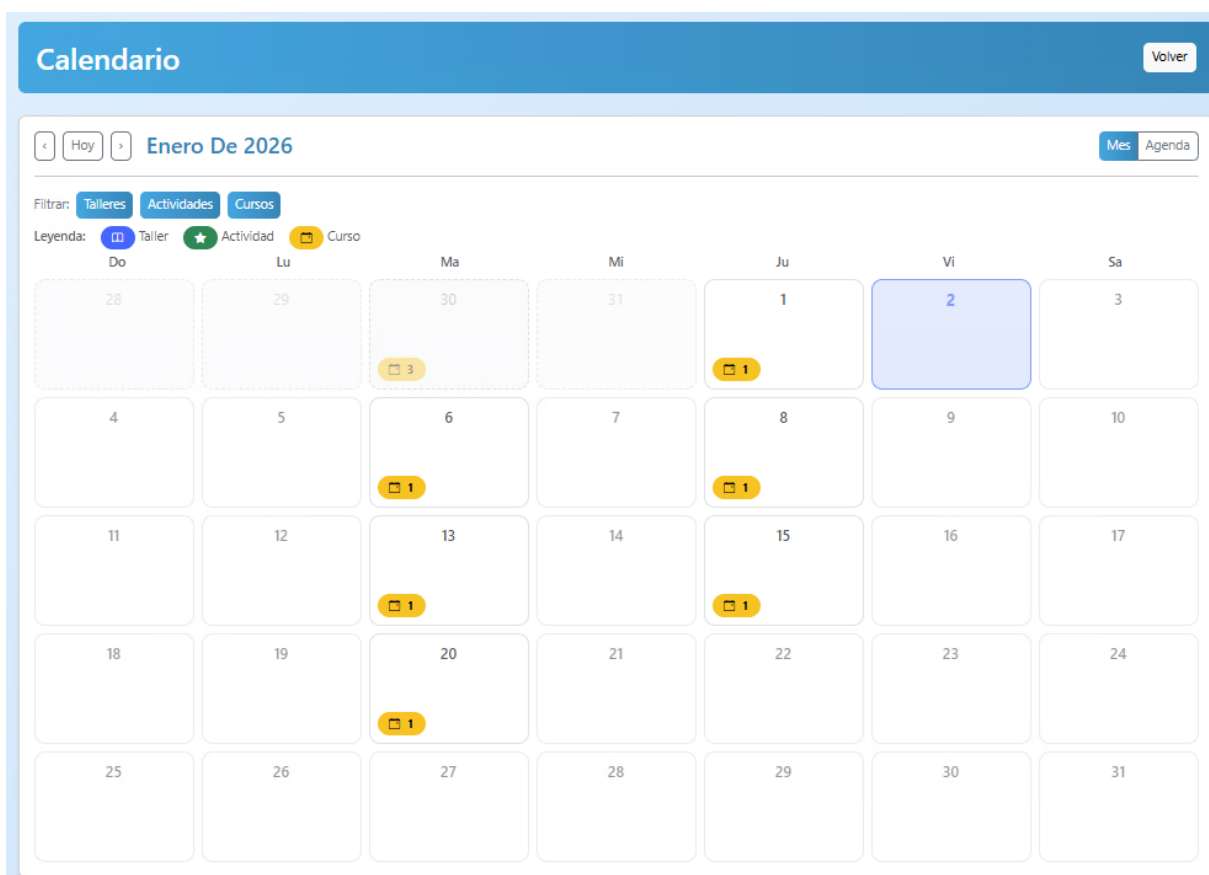 Calendario
Volver
‹ Hoy › Enero De 2026
Mes Agenda
Filtrar: Talleres Actividades Cursos
Leyenda: Taller Actividad Curso
Do Lu Ma Mi Ju Vi Sa
28 29 30 31 1 2 3
3 1
4 5 6 7 8 9 10
1 1
11 12 13 14 15 16 17
1 1
18 19 20 21 22 23 24
1
25 26 27 28 29 30 31